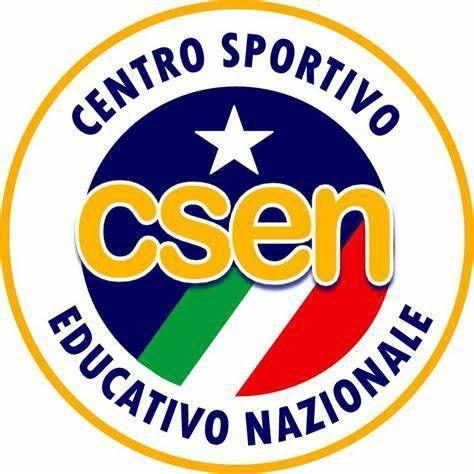 CENTRO SPORTIVO
csen
EDUCATIVO NAZIONALE